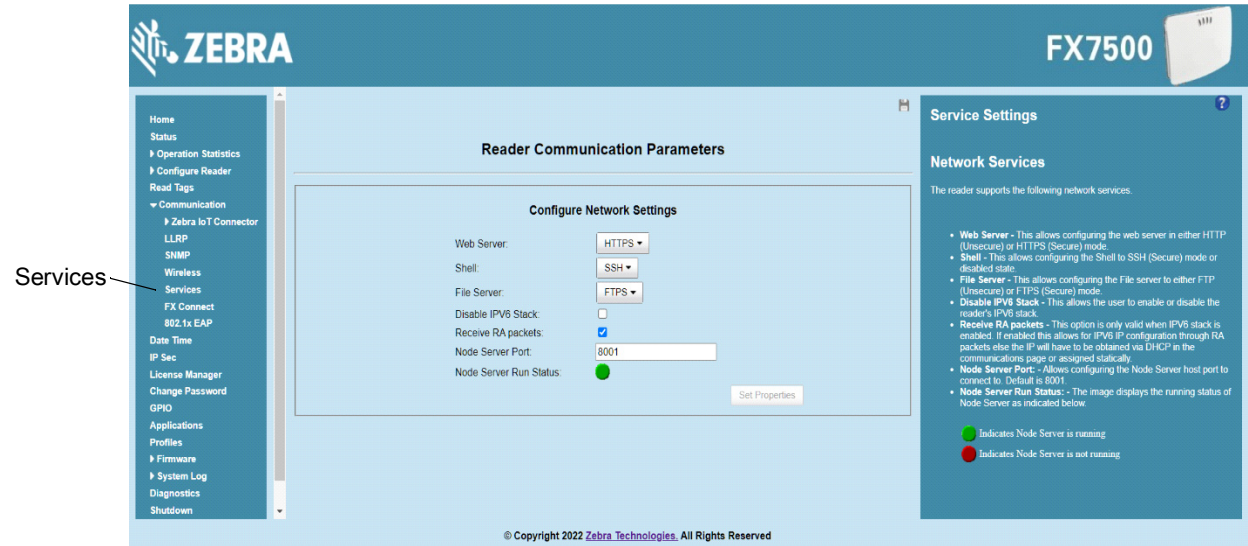 ZEBRA
FX7500
Services
Home
Status
Operation Statistics
Configure Reader
Read Tags
Communication
Zebra IoT Connector
LLRP
SNMP
Wireless
Services
FX Connect
802.1x EAP
Date Time
IP Sec
License Manager
Change Password
GPIO
Applications
Profiles
Firmware
System Log
Diagnostics
Shutdown
Reader Communication Parameters
Configure Network Settings
Web Server: HTTPS
Shell: SSH
File Server: FTPS
Disable IPV6 Stack:
Receive RA packets:
Node Server Port: 8001
Node Server Run Status:
Set Properties
?
Service Settings
Network Services
The reader supports the following network services.
• Web Server - This allows configuring the web server in either HTTP
(Unsecure) or HTTPS (Secure) mode.
• Shell - This allows configuring the Shell to SSH (Secure) mode or
disabled state.
• File Server - This allows configuring the File server to either FTP
(Unsecure) or FTPS (Secure) mode.
• Disable IPV6 Stack - This allows the user to enable or disable the
reader's IPV6 stack.
• Receive RA packets - This option is only valid when IPV6 stack is
enabled. If enabled this allows for IPV6 IP configuration through RA
packets else the IP will have to be obtained via DHCP in the
communications page or assigned statically.
• Node Server Port: - Allows configuring the Node Server host port to
connect to. Default is 8001.
• Node Server Run Status: - The image displays the running status of
Node Server as indicated below.
Indicates Node Server is running
Indicates Node Server is not running
© Copyright 2022 Zebra Technologies. All Rights Reserved